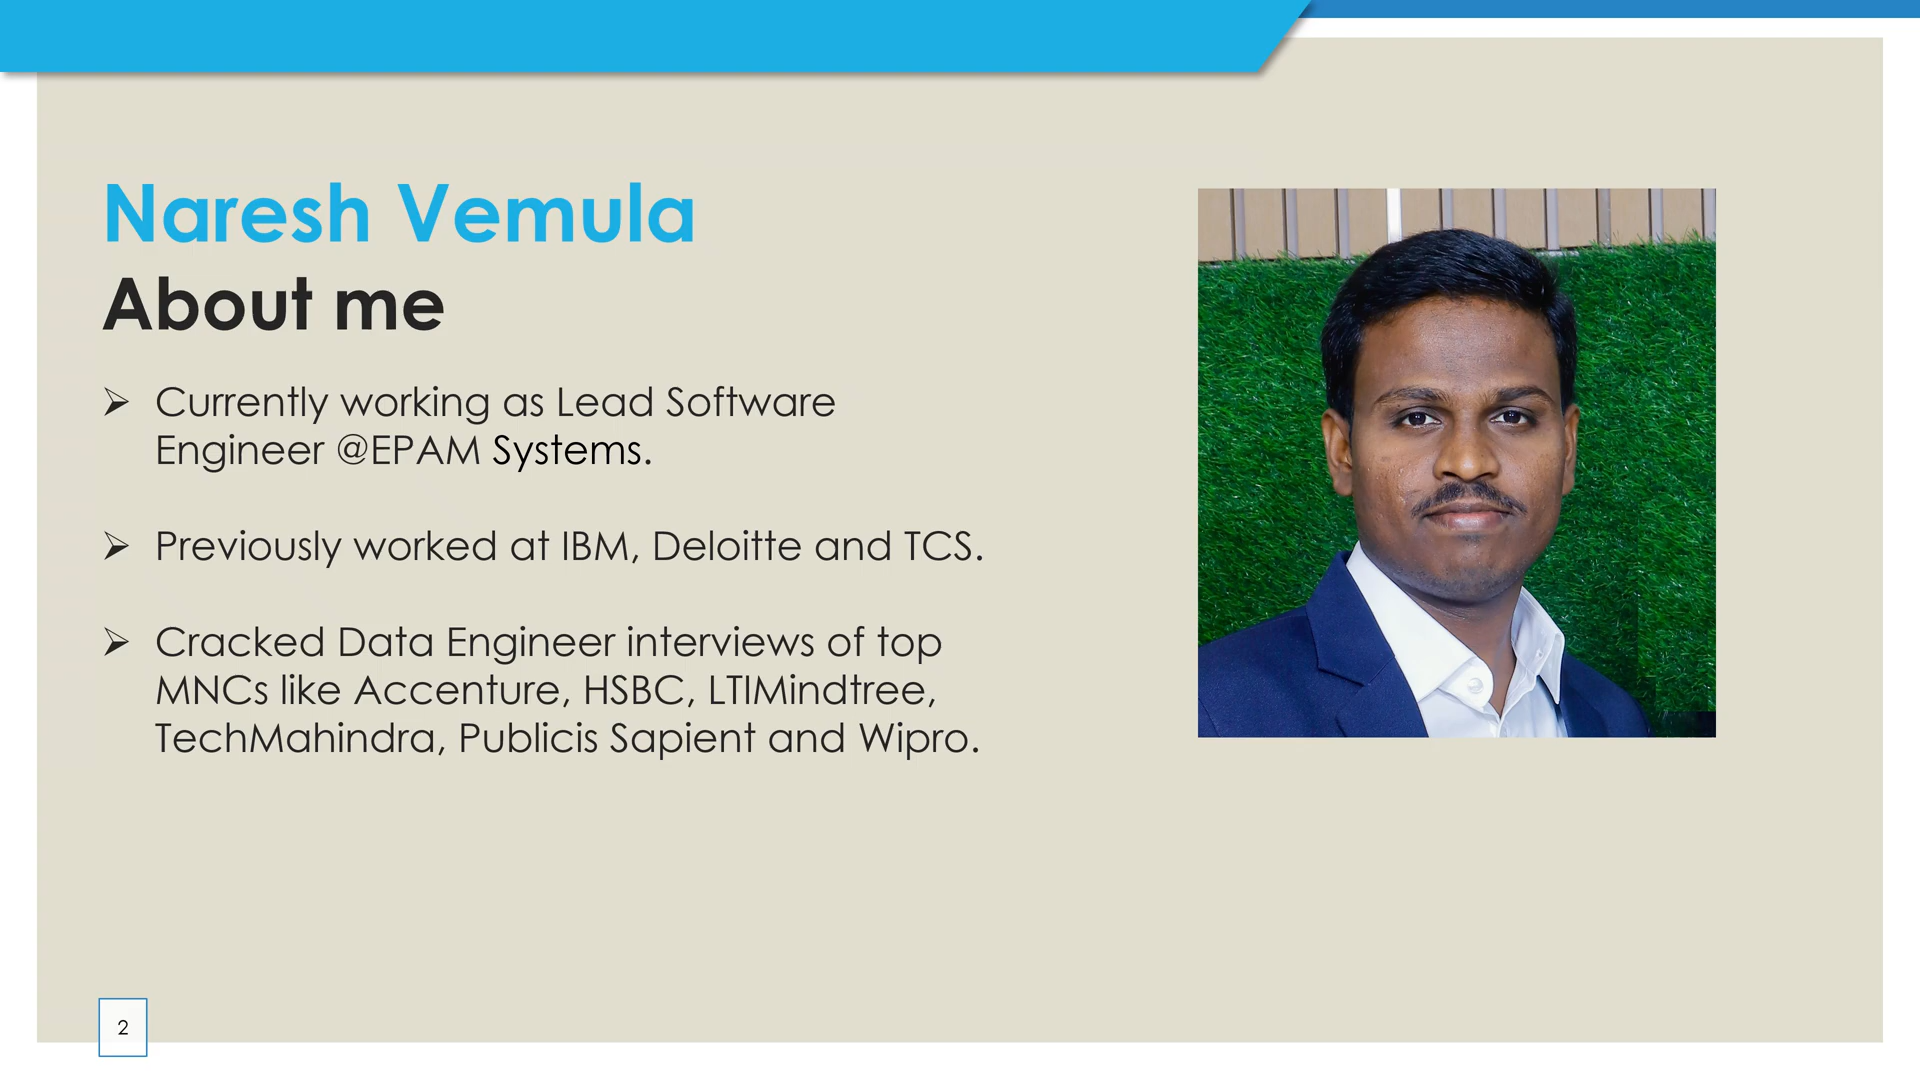 Naresh Vemula
About me
➢ Currently working as Lead Software
Engineer @EPAM Systems.
➢ Previously worked at IBM, Deloitte and TCS.
➢ Cracked Data Engineer interviews of top
MNCs like Accenture, HSBC, LTIMindtree,
TechMahindra, Publicis Sapient and Wipro.
2